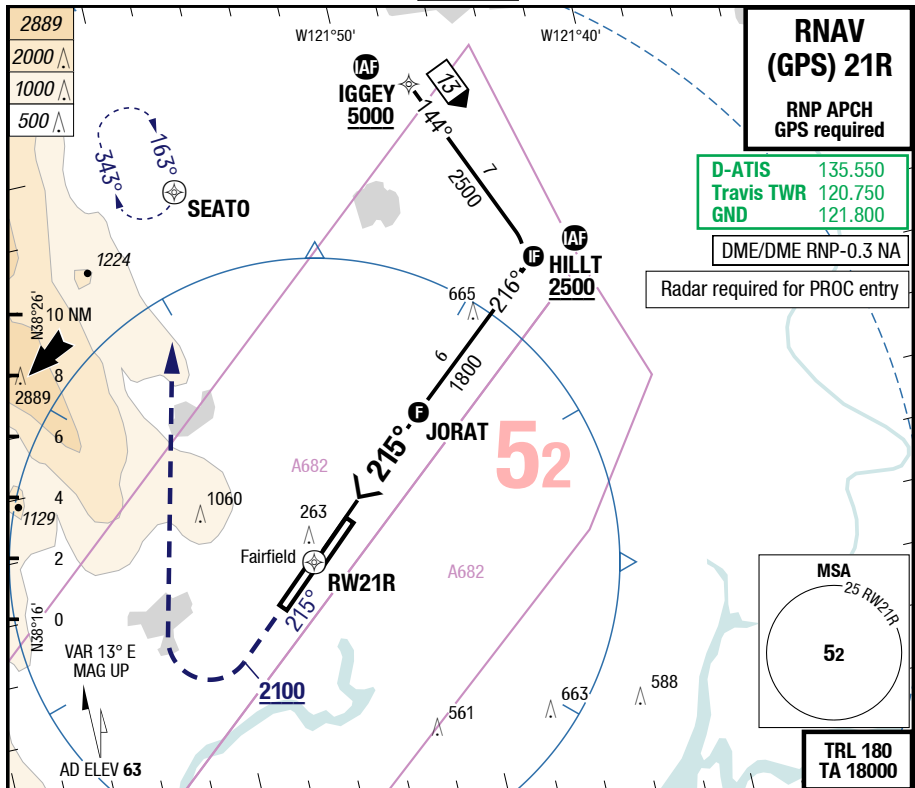 2889
2000
1000
500
W121°50'
W121°40'
RNAV
(GPS) 21R
RNP APCH
GPS required
D-ATIS 135.550
Travis TWR 120.750
GND 121.800
DME/DME RNP-0.3 NA
Radar required for PROC entry
IAF
IGGEY
5000
13
144°
7
2500
163°
343°
SEATO
IAF
IF
HILLT
2500
216°
1224
665
N38°26'
10 NM
6
1800
2889
8
F
JORAT
6
215°
52
A682
4
1060
1129
263
2
Fairfield
RW21R
A682
215°
0
N38°16'
MSA
25 RW21R
52
VAR 13° E
MAG UP
2100
588
663
561
AD ELEV 63
TRL 180
TA 18000